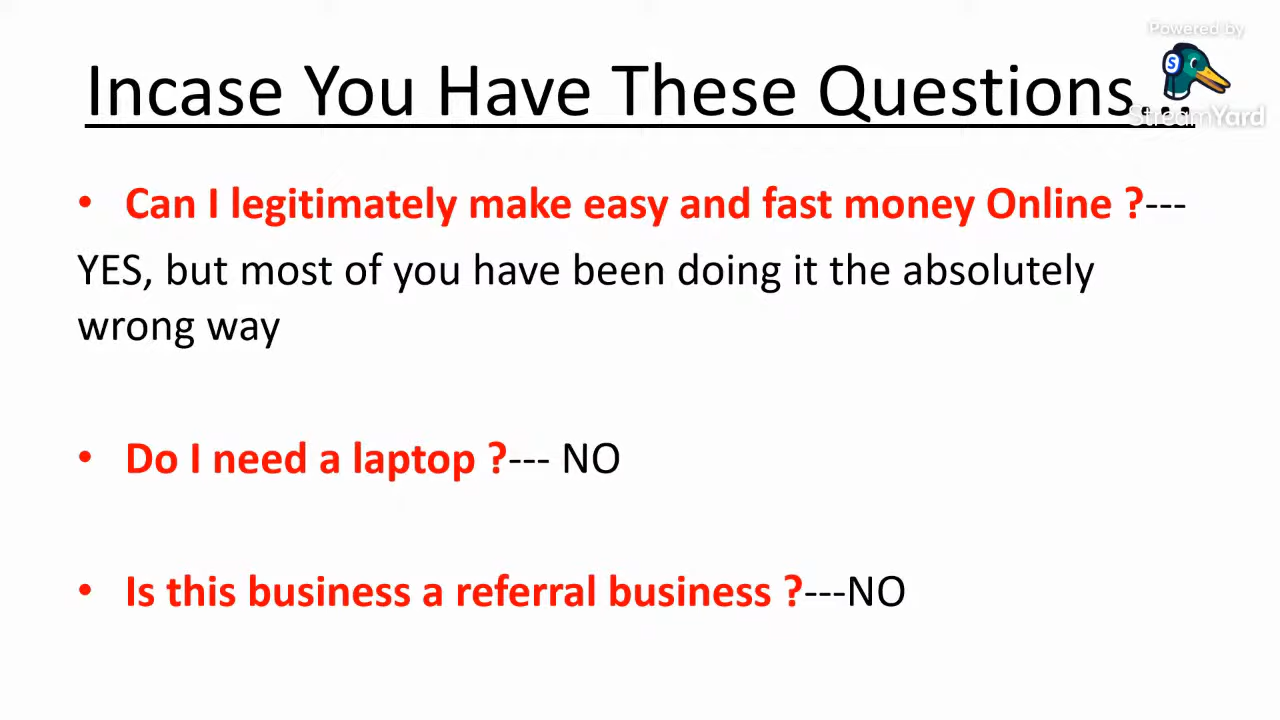 Powered by
Incase You Have These Questions...
StreamYard
• Can I legitimately make easy and fast money Online ?---
YES, but most of you have been doing it the absolutely
wrong way
• Do I need a laptop ?--- NO
• Is this business a referral business ?---NO